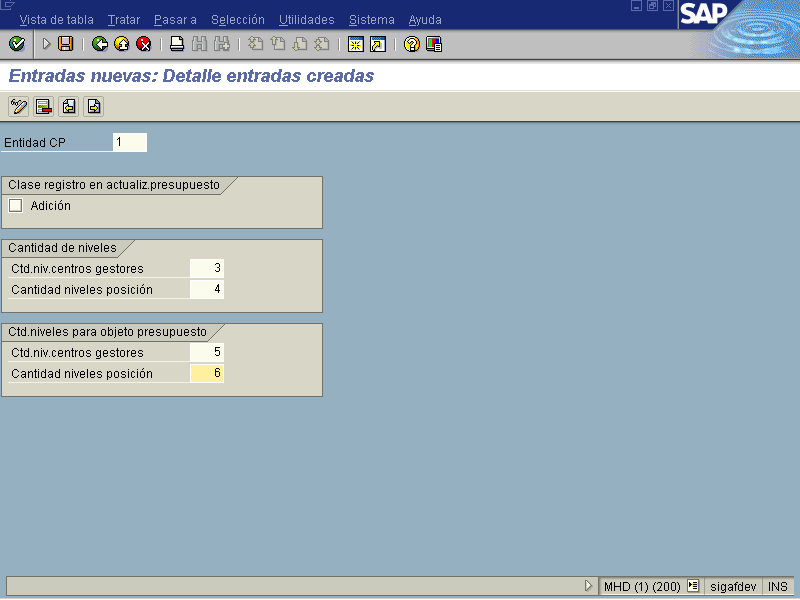 Vista de tabla Tratar Pasar a Selección Utilidades Sistema Ayuda
SAP
Entradas nuevas: Detalle entradas creadas
Entidad CP 1
Clase registro en actualiz.presupuesto
Adición
Cantidad de niveles
Ctd.niv.centros gestores 3
Cantidad niveles posición 4
Ctd.niveles para objeto presupuesto
Ctd.niv.centros gestores 5
Cantidad niveles posición 6
MHD (1) (200) sigafdev INS